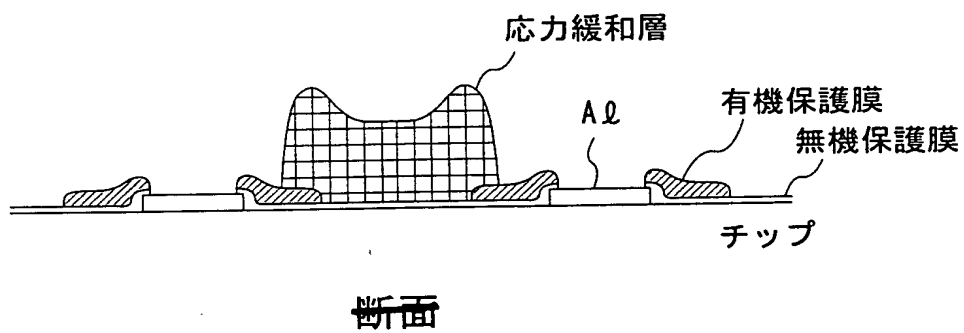 応力緩和層
Al
有機保護膜
無機保護膜
チップ
断面